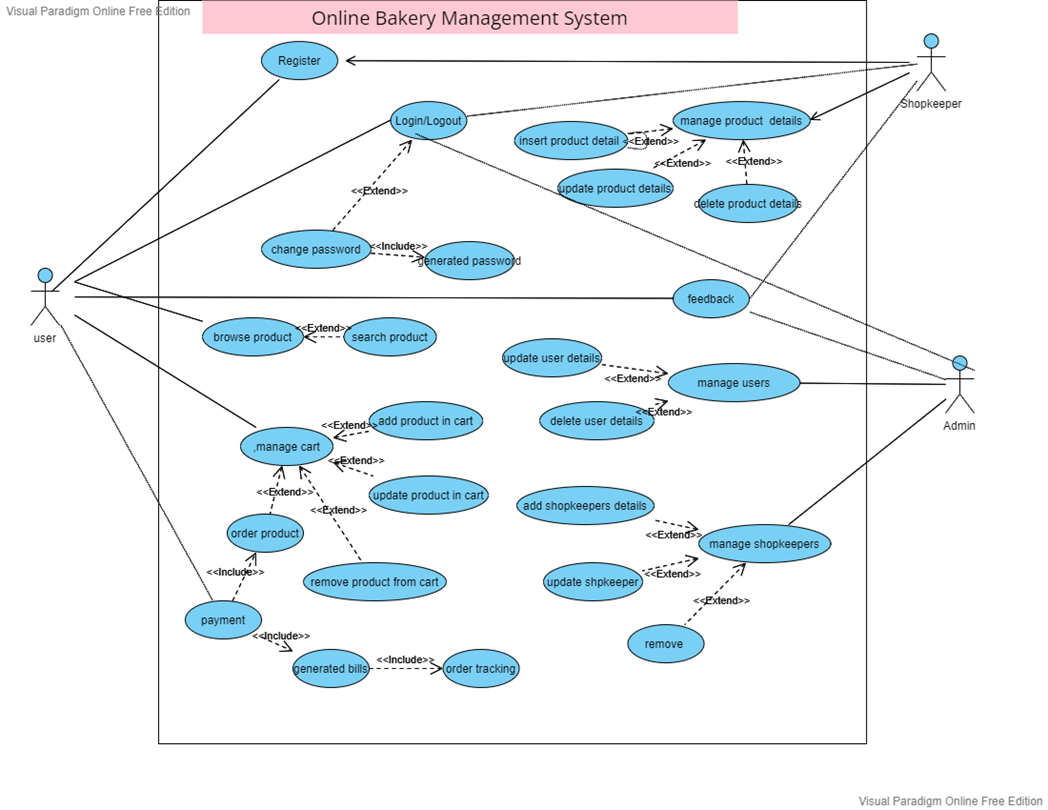 Visual Paradigm Online Free Edition
Online Bakery Management System
Register
Shopkeeper
Login/Logout
manage product details
insert product detail
<<Extend>>
<<Extend>>
<<Extend>>
update product details
delete product details
<<Extend>>
change password
<<Include>>
generated password
user
feedback
browse product
<<Extend>>
search product
update user details
<<Extend>>
manage users
delete user details
<<Extend>>
Admin
add product in cart
<<Extend>>
,manage cart
<<Extend>>
update product in cart
<<Extend>>
<<Extend>>
order product
remove product from cart
<<Include>>
payment
<<Include>>
generated bills
<<Include>>
order tracking
add shopkeepers details
<<Extend>>
manage shopkeepers
update shpkeeper
<<Extend>>
<<Extend>>
remove
Visual Paradigm Online Free Edition